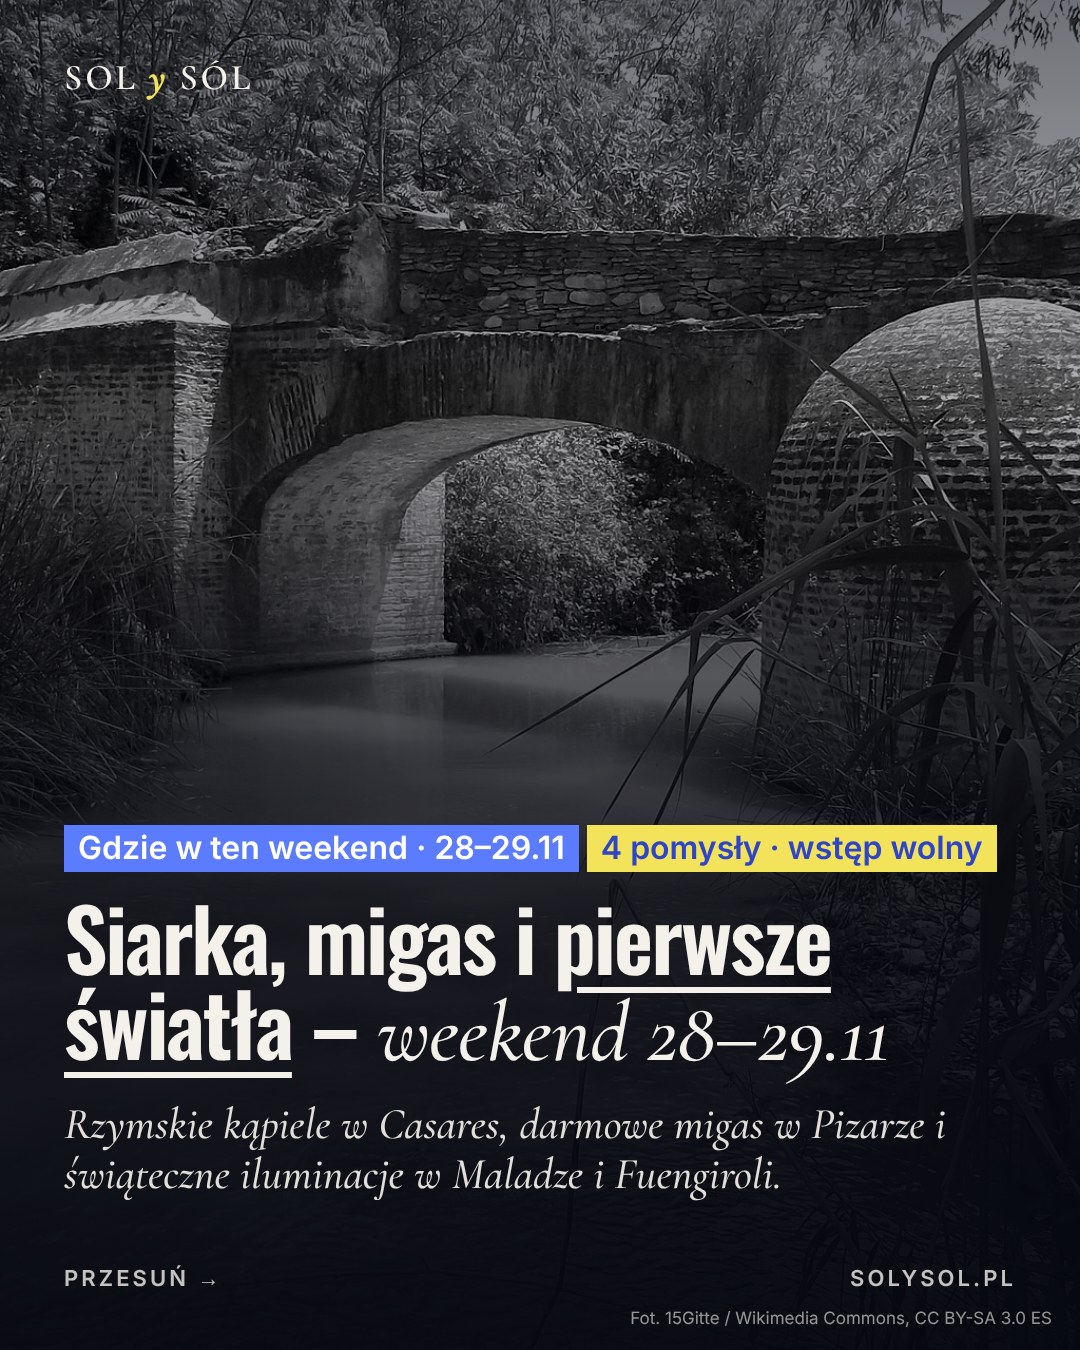 SOL y SÓL
Gdzie w ten weekend · 28–29.11
4 pomysły · wstęp wolny
Siarka, migas i pierwsze
światła – weekend 28–29.11
Rzymskie kąpiele w Casares, darmowe migas w Pizarze i
świąteczne iluminacje w Maladze i Fuengiroli.
PRZESUŃ →
SOLYSOL.PL
Fot. 15Gitte / Wikimedia Commons, CC BY-SA 3.0 ES